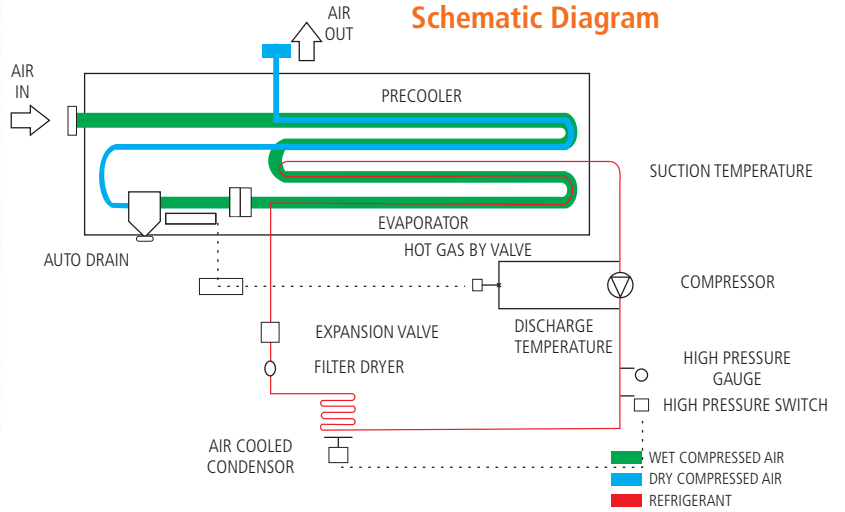 Schematic Diagram
AIR
OUT
AIR
IN
PRECOOLER
SUCTION TEMPERATURE
EVAPORATOR
HOT GAS BY VALVE
AUTO DRAIN
COMPRESSOR
EXPANSION VALVE
DISCHARGE
TEMPERATURE
FILTER DRYER
HIGH PRESSURE
GAUGE
HIGH PRESSURE SWITCH
AIR COOLED
CONDENSOR
WET COMPRESSED AIR
DRY COMPRESSED AIR
REFRIGERANT